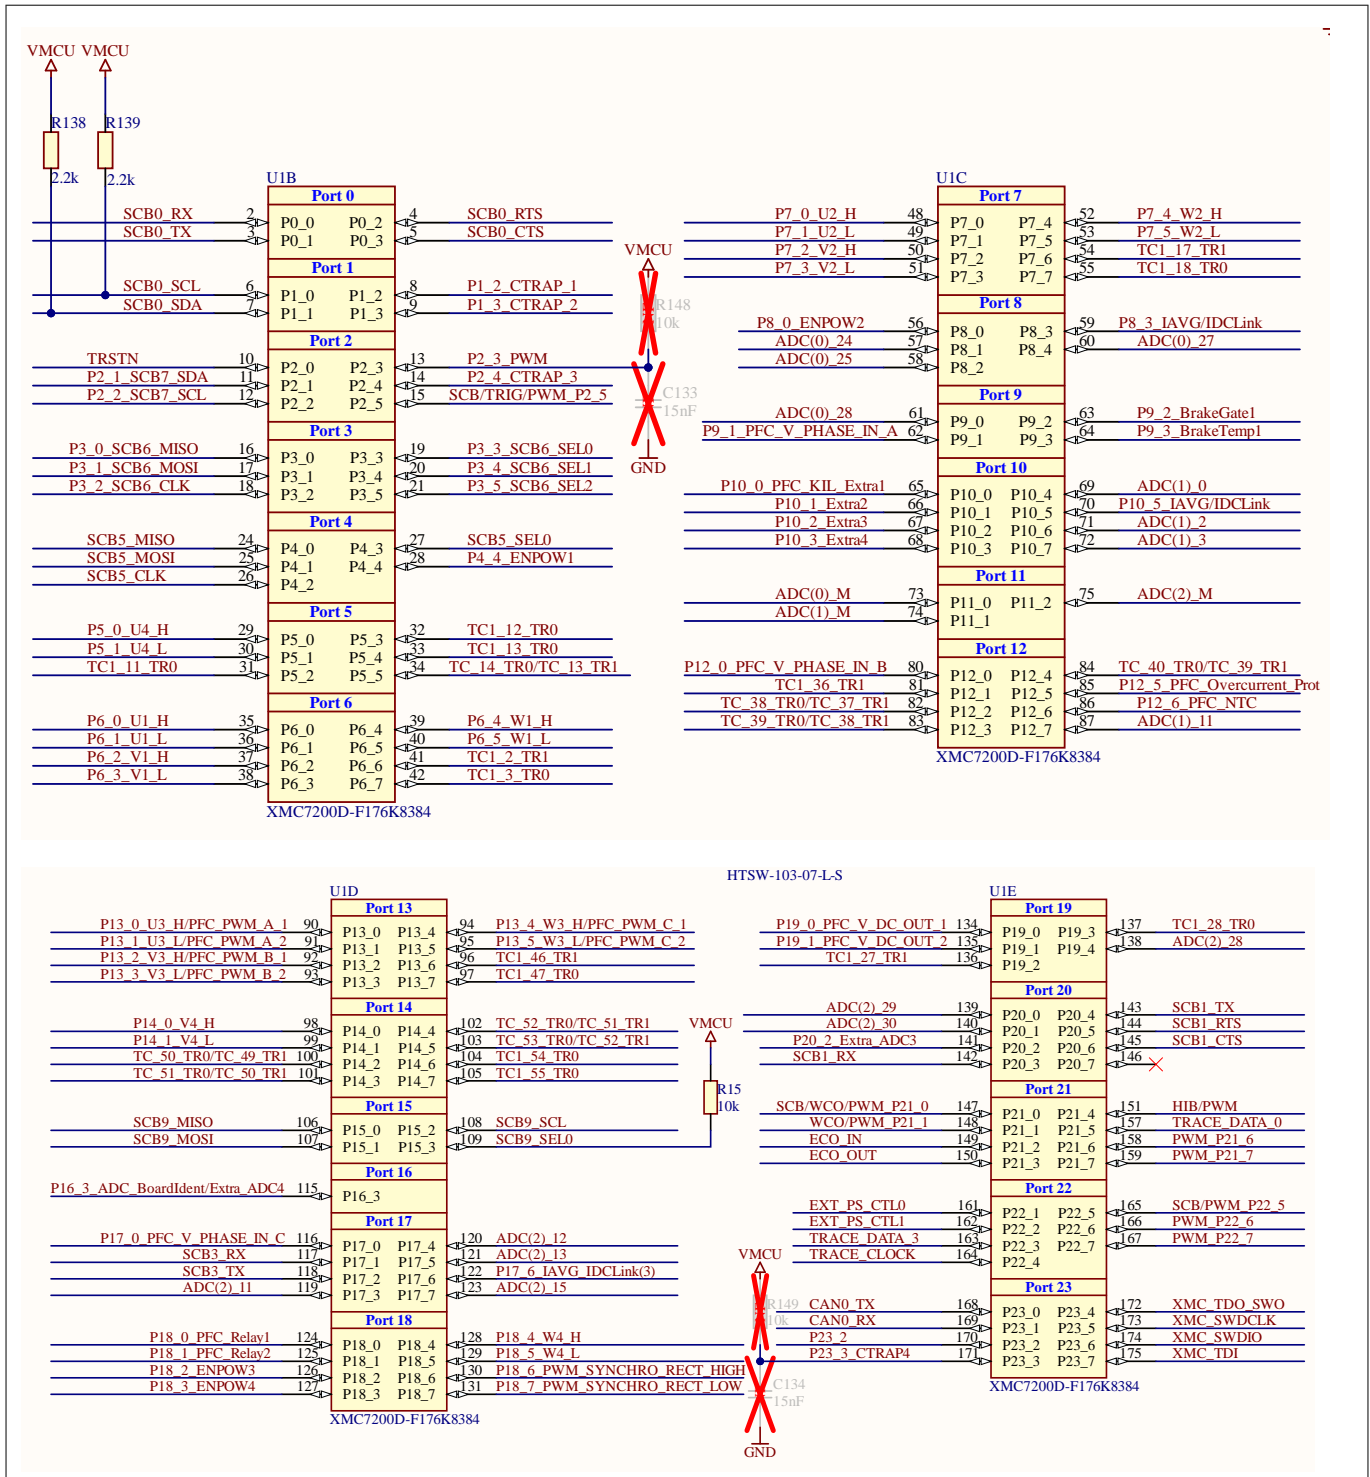 VMCU VMCU
R138 R139
2.2k 2.2k
U1B
Port 0
SCB0_RX 2 P0_0 P0_2 4 SCB0_RTS
SCB0_TX 3 P0_1 P0_3 5 SCB0_CTS
Port 1
SCB0_SCL 6 P1_0 P1_2 8 P1_2_CTRAP_1
SCB0_SDA 7 P1_1 P1_3 9 P1_3_CTRAP_2
Port 2
TRSTN 10 P2_0 P2_3 13 P2_3_PWM
P2_1_SCB7_SDA 11 P2_1 P2_4 14 P2_4_CTRAP_3
P2_2_SCB7_SCL 12 P2_2 P2_5 15 SCB/TRIG/PWM_P2_5
Port 3
P3_0_SCB6_MISO 16 P3_0 P3_3 19 P3_3_SCB6_SEL0
P3_1_SCB6_MOSI 17 P3_1 P3_4 20 P3_4_SCB6_SEL1
P3_2_SCB6_CLK 18 P3_2 P3_5 21 P3_5_SCB6_SEL2
Port 4
SCB5_MISO 24 P4_0 P4_3 27 SCB5_SEL0
SCB5_MOSI 25 P4_1 P4_4 28 P4_4_ENPOW1
SCB5_CLK 26 P4_2
Port 5
P5_0_U4_H 29 P5_0 P5_3 32 TC1_12_TR0
P5_1_U4_L 30 P5_1 P5_4 33 TC1_13_TR0
TC1_11_TR0 31 P5_2 P5_5 34 TC_14_TR0/TC_13_TR1
Port 6
P6_0_U1_H 35 P6_0 P6_4 39 P6_4_W1_H
P6_1_U1_L 36 P6_1 P6_5 40 P6_5_W1_L
P6_2_V1_H 37 P6_2 P6_6 41 TC1_2_TR1
P6_3_V1_L 38 P6_3 P6_7 42 TC1_3_TR0
XMC7200D-F176K8384
VMCU
R148
10k
C133
15nF
GND
U1C
Port 7
P7_0_U2_H 48 P7_0 P7_4 52 P7_4_W2_H
P7_1_U2_L 49 P7_1 P7_5 53 P7_5_W2_L
P7_2_V2_H 50 P7_2 P7_6 54 TC1_17_TR1
P7_3_V2_L 51 P7_3 P7_7 55 TC1_18_TR0
Port 8
P8_0_ENPOW2 56 P8_0 P8_3 59 P8_3_IAVG/IDCLink
ADC(0)_24 57 P8_1 P8_4 60 ADC(0)_27
ADC(0)_25 58 P8_2
Port 9
ADC(0)_28 61 P9_0 P9_2 63 P9_2_BrakeGate1
P9_1_PFC_V_PHASE_IN_A 62 P9_1 P9_3 64 P9_3_BrakeTemp1
Port 10
P10_0_PFC_KIL_Extra1 65 P10_0 P10_4 69 ADC(1)_0
P10_1_Extra2 66 P10_1 P10_5 70 P10_5_IAVG/IDCLink
P10_2_Extra3 67 P10_2 P10_6 71 ADC(1)_2
P10_3_Extra4 68 P10_3 P10_7 72 ADC(1)_3
Port 11
ADC(0)_M 73 P11_0 P11_2 75 ADC(2)_M
ADC(1)_M 74 P11_1
Port 12
P12_0_PFC_V_PHASE_IN_B 80 P12_0 P12_4 84 TC_40_TR0/TC_39_TR1
TC1_36_TR1 81 P12_1 P12_5 85 P12_5_PFC_Overcurrent_Prot
TC_38_TR0/TC_37_TR1 82 P12_2 P12_6 86 P12_6_PFC_NTC
TC_39_TR0/TC_38_TR1 83 P12_3 P12_7 87 ADC(1)_11
XMC7200D-F176K8384
HTSW-103-07-L-S
U1D
Port 13
P13_0_U3_H/PFC_PWM_A_1 90 P13_0 P13_4 94 P13_4_W3_H/PFC_PWM_C_1
P13_1_U3_L/PFC_PWM_A_2 91 P13_1 P13_5 95 P13_5_W3_L/PFC_PWM_C_2
P13_2_V3_H/PFC_PWM_B_1 92 P13_2 P13_6 96 TC1_46_TR1
P13_3_V3_L/PFC_PWM_B_2 93 P13_3 P13_7 97 TC1_47_TR0
Port 14
P14_0_V4_H 98 P14_0 P14_4 102 TC_52_TR0/TC_51_TR1
P14_1_V4_L 99 P14_1 P14_5 103 TC_53_TR0/TC_52_TR1
TC_50_TR0/TC_49_TR1 100 P14_2 P14_6 104 TC1_54_TR0
TC_51_TR0/TC_50_TR1 101 P14_3 P14_7 105 TC1_55_TR0
Port 15
SCB9_MISO 106 P15_0 P15_2 108 SCB9_SCL
SCB9_MOSI 107 P15_1 P15_3 109 SCB9_SEL0
Port 16
P16_3_ADC_BoardIdent/Extra_ADC4 115 P16_3
Port 17
P17_0_PFC_V_PHASE_IN_C 116 P17_0 P17_4 120 ADC(2)_12
SCB3_RX 117 P17_1 P17_5 121 ADC(2)_13
SCB3_TX 118 P17_2 P17_6 122 P17_6_IAVG_IDCLink(3)
ADC(2)_11 119 P17_3 P17_7 123 ADC(2)_15
Port 18
P18_0_PFC_Relay1 124 P18_0 P18_4 128 P18_4_W4_H
P18_1_PFC_Relay2 125 P18_1 P18_5 129 P18_5_W4_L
P18_2_ENPOW3 126 P18_2 P18_6 130 P18_6_PWM_SYNCHRO_RECT_HIGH
P18_3_ENPOW4 127 P18_3 P18_7 131 P18_7_PWM_SYNCHRO_RECT_LOW
XMC7200D-F176K8384
VMCU
R15
10k
VMCU
R149
10k
C134
15nF
GND
U1E
Port 19
P19_0_PFC_V_DC_OUT_1 134 P19_0 P19_3 137 TC1_28_TR0
P19_1_PFC_V_DC_OUT_2 135 P19_1 P19_4 138 ADC(2)_28
TC1_27_TR1 136 P19_2
Port 20
ADC(2)_29 139 P20_0 P20_4 143 SCB1_TX
ADC(2)_30 140 P20_1 P20_5 144 SCB1_RTS
P20_2_Extra_ADC3 141 P20_2 P20_6 145 SCB1_CTS
SCB1_RX 142 P20_3 P20_7 146
Port 21
SCB/WCO/PWM_P21_0 147 P21_0 P21_4 151 HIB/PWM
WCO/PWM_P21_1 148 P21_1 P21_5 157 TRACE_DATA_0
ECO_IN 149 P21_2 P21_6 158 PWM_P21_6
ECO_OUT 150 P21_3 P21_7 159 PWM_P21_7
Port 22
EXT_PS_CTL0 161 P22_1 P22_5 165 SCB/PWM_P22_5
EXT_PS_CTL1 162 P22_2 P22_6 166 PWM_P22_6
TRACE_DATA_3 163 P22_3 P22_7 167 PWM_P22_7
TRACE_CLOCK 164 P22_4
Port 23
CAN0_TX 168 P23_0 P23_4 172 XMC_TDO_SWO
CAN0_RX 169 P23_1 P23_5 173 XMC_SWDCLK
P23_2 170 P23_2 P23_6 174 XMC_SWDIO
P23_3_CTRAP4 171 P23_3 P23_7 175 XMC_TDI
XMC7200D-F176K8384